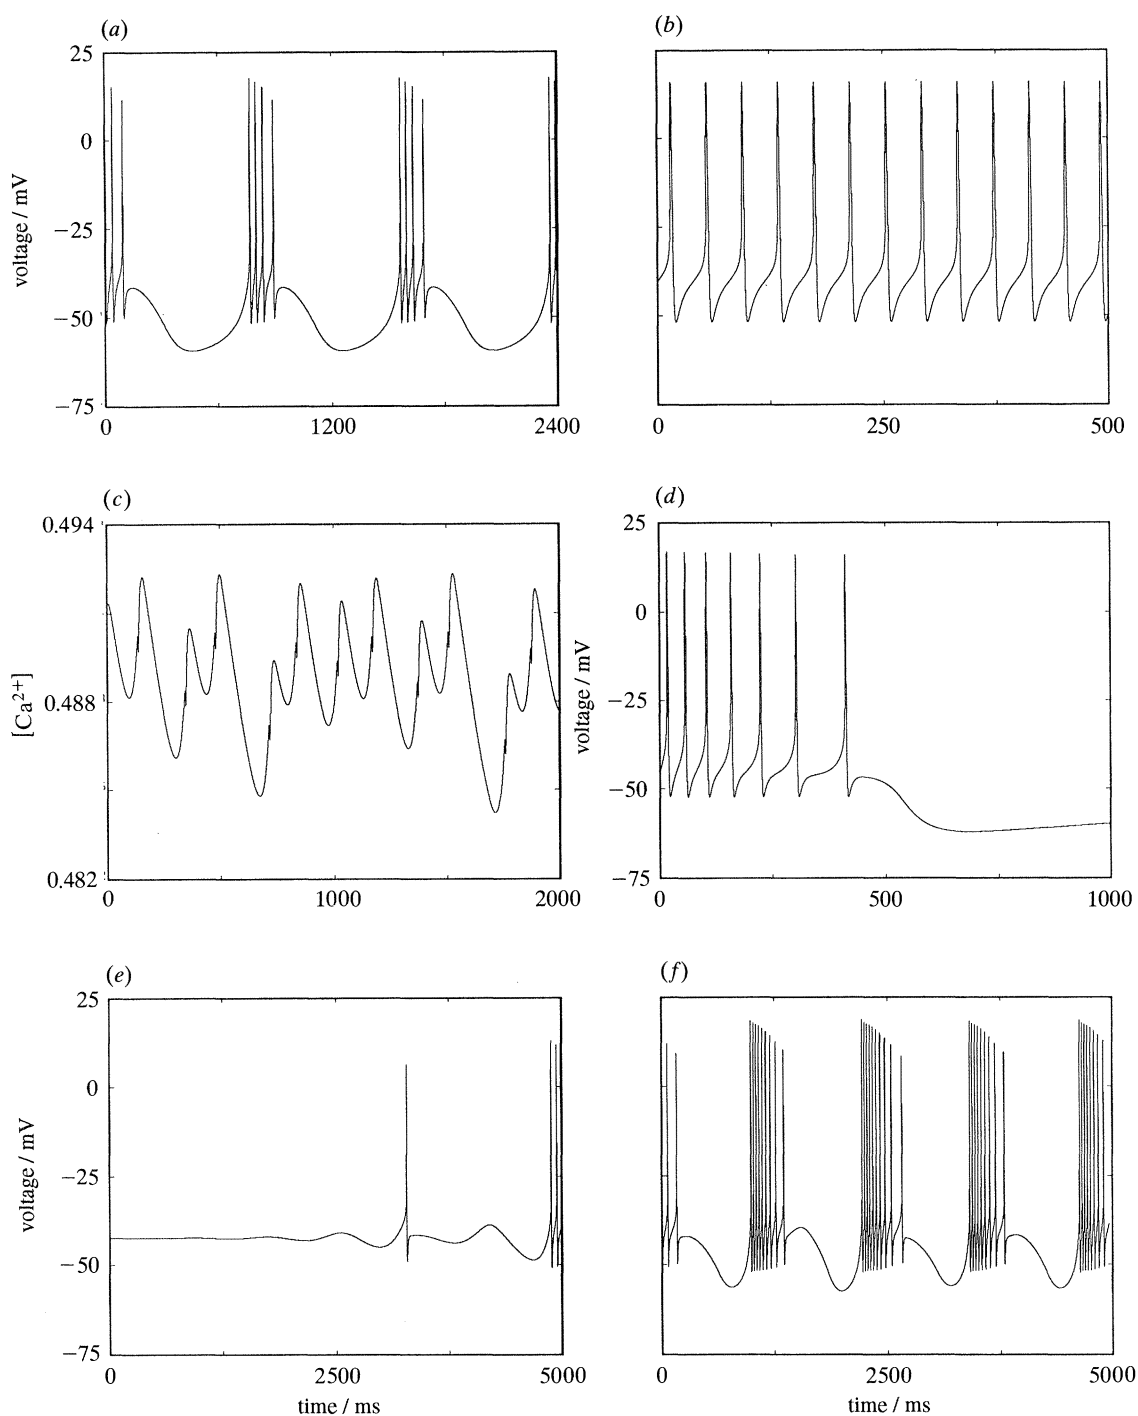 (a)
25
0
−25
−50
−75
voltage / mV
0 1200 2400
(b)
0 250 500
(c)
0.494
0.488
0.482
[Ca2+]
0 1000 2000
(d)
25
0
−25
−50
−75
voltage / mV
0 500 1000
(e)
25
0
−25
−50
−75
voltage / mV
0 2500 5000
time / ms
(f)
0 2500 5000
time / ms